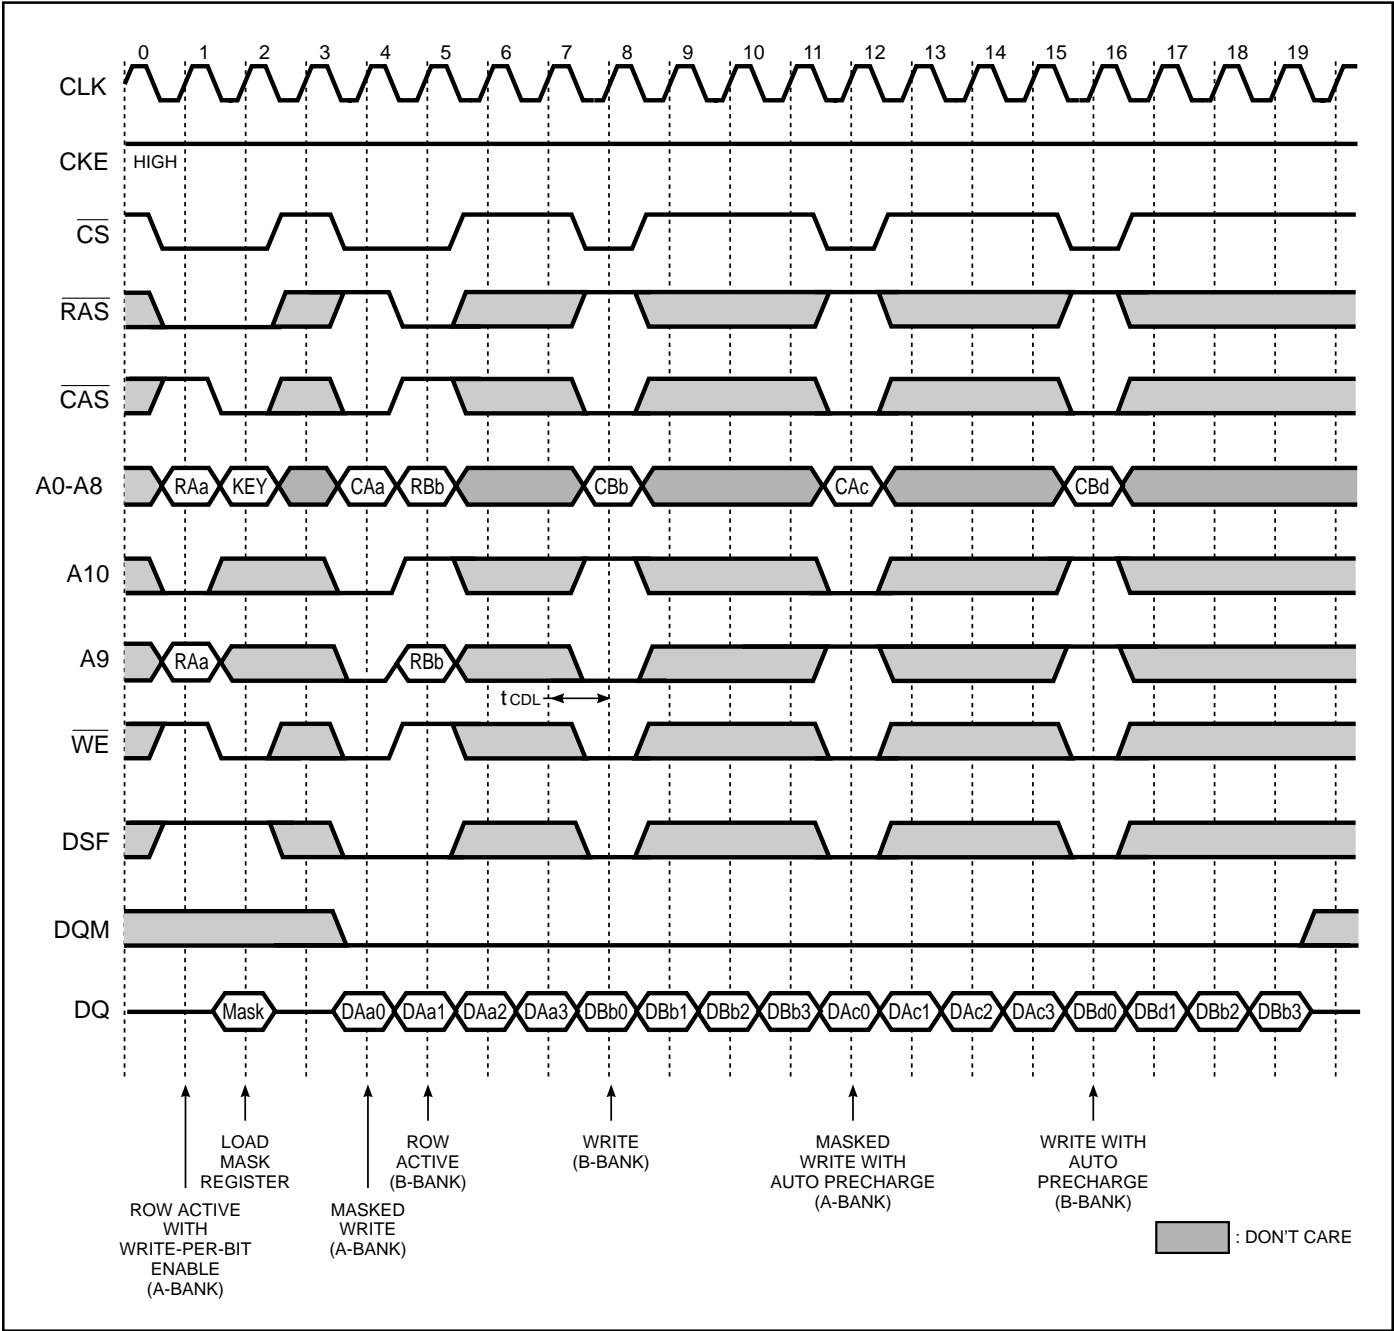 0 1 2 3 4 5 6 7 8 9 10 11 12 13 14 15 16 17 18 19
CLK
CKE
HIGH
CS
RAS
CAS
A0-A8 RAa KEY CAa RBb CBb CAc CBd
A10
A9 RAa RBb
tCDL
WE
DSF
DQM
DQ Mask DAa0 DAa1 DAa2 DAa3 DBb0 DBb1 DBb2 DBb3 DAc0 DAc1 DAc2 DAc3 DBd0 DBd1 DBb2 DBb3
LOAD
MASK
REGISTER
ROW
ACTIVE
(B-BANK)
WRITE
(B-BANK)
MASKED
WRITE WITH
AUTO PRECHARGE
(A-BANK)
WRITE WITH
AUTO
PRECHARGE
(B-BANK)
ROW ACTIVE
WITH
WRITE-PER-BIT
ENABLE
(A-BANK)
MASKED
WRITE
(A-BANK)
: DON'T CARE